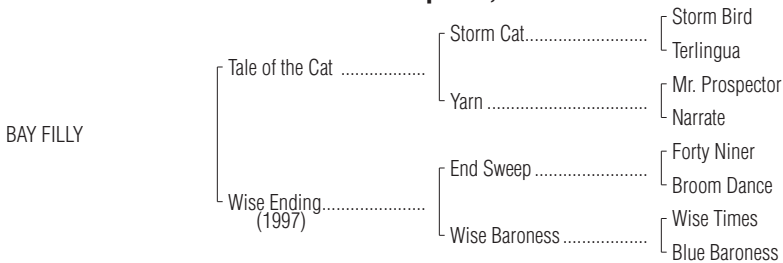 Storm Bird
Storm Cat..............................
Terlingua
Tale of the Cat ...................
Mr. Prospector
Yarn .......................................
Narrate
BAY FILLY
Forty Niner
End Sweep ............................
Broom Dance
Wise Ending.......................
(1997)
Wise Times
Wise Baroness .....................
Blue Baroness